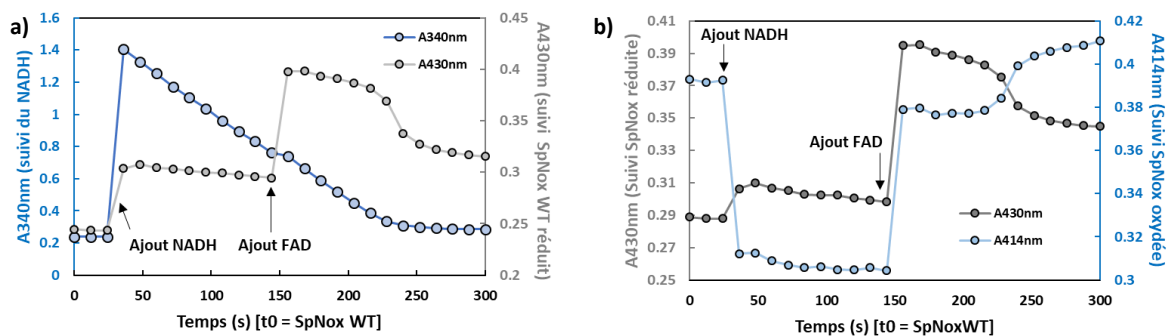 a)
A340nm (suivi du NADH)
1.6
1.4
1.2
1
0.8
0.6
0.4
0.2
0
0.45
0.4
0.35
0.3
0.25
0.2
A430nm (suivi SpNox WT réduit)
A340nm
A430nm
Ajout NADH
Ajout FAD
0 50 100 150 200 250 300
Temps (s) [t0 = SpNox WT]
b)
A430nm (Suivi SpNox réduite)
0.41
0.39
0.37
0.35
0.33
0.31
0.29
0.27
0.25
0.42
0.4
0.38
0.36
0.34
0.32
0.3
A414nm (Suivi SpNox oxydée)
Ajout NADH
Ajout FAD
A430nm
A414nm
0 50 100 150 200 250 300
Temps (s) [t0 = SpNoxWT]